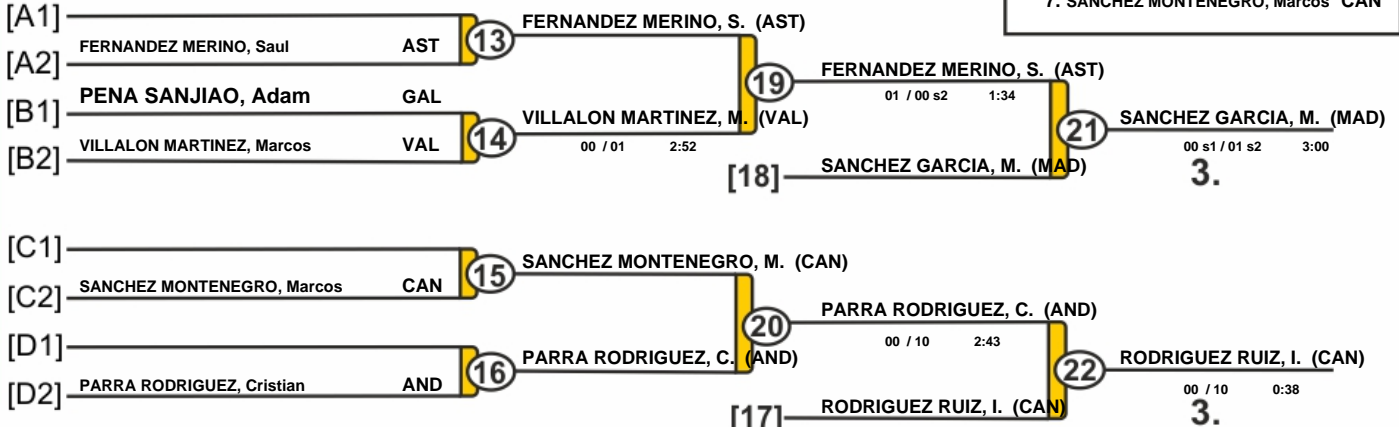 7. SANCHEZ MONTENEGRO, Marcos CAN
[A1]
FERNANDEZ MERINO, S. (AST)
FERNANDEZ MERINO, Saul AST 13
[A2]
FERNANDEZ MERINO, S. (AST)
19
01 / 00 s2 1:34
PENA SANJIAO, Adam GAL
[B1]
VILLALON MARTINEZ, M. (VAL)
21
SANCHEZ GARCIA, M. (MAD)
VILLALON MARTINEZ, Marcos VAL 14
00 / 01 2:52
00 s1 / 01 s2 3:00
[B2]
[18] SANCHEZ GARCIA, M. (MAD)
3.
[C1]
SANCHEZ MONTENEGRO, M. (CAN)
15
SANCHEZ MONTENEGRO, Marcos CAN
[C2]
PARRA RODRIGUEZ, C. (AND)
20
00 / 10 2:43
[D1]
PARRA RODRIGUEZ, C. (AND)
RODRIGUEZ RUIZ, I. (CAN)
16
22
PARRA RODRIGUEZ, Cristian AND
00 / 10 0:38
[D2]
[17] RODRIGUEZ RUIZ, I. (CAN)
3.